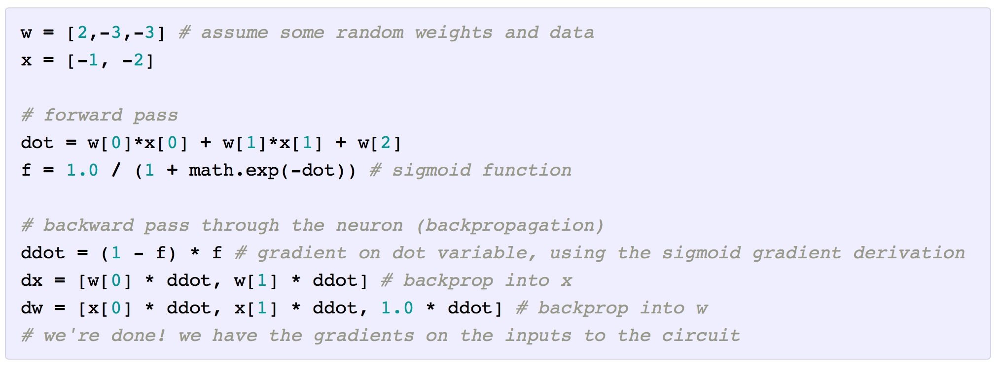 w = [2,-3,-3] # assume some random weights and data
x = [-1, -2]
# forward pass
dot = w[0]*x[0] + w[1]*x[1] + w[2]
f = 1.0 / (1 + math.exp(-dot)) # sigmoid function
# backward pass through the neuron (backpropagation)
ddot = (1 - f) * f # gradient on dot variable, using the sigmoid gradient derivation
dx = [w[0] * ddot, w[1] * ddot] # backprop into x
dw = [x[0] * ddot, x[1] * ddot, 1.0 * ddot] # backprop into w
# we're done! we have the gradients on the inputs to the circuit